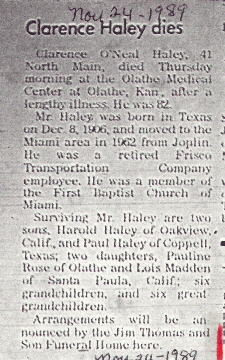 Nov 24-1989
Clarence Haley dies
Clarence O'Neal Haley, 41
North Main, died Thursday
morning at the Olathe Medical
Center at Olathe, Kan., after a
lengthy illness. He was 82.
Mr. Haley was born in Texas
on Dec. 8, 1906, and moved to the
Miami area in 1962 from Joplin.
He was a retired Frisco
Transportation Company
employee. He was a member of
the First Baptist Church of
Miami.
Surviving Mr. Haley are two
sons, Harold Haley of Oakview,
Calif., and Paul Haley of Coppell,
Texas; two daughters, Pauline
Rose of Olathe and Lois Madden
of Santa Paula, Calif.; six
grandchildren, and six great
grandchildren.
Arrangements will be an
nounced by the Jim Thomas and
Son Funeral Home here.
Nov 24-1989